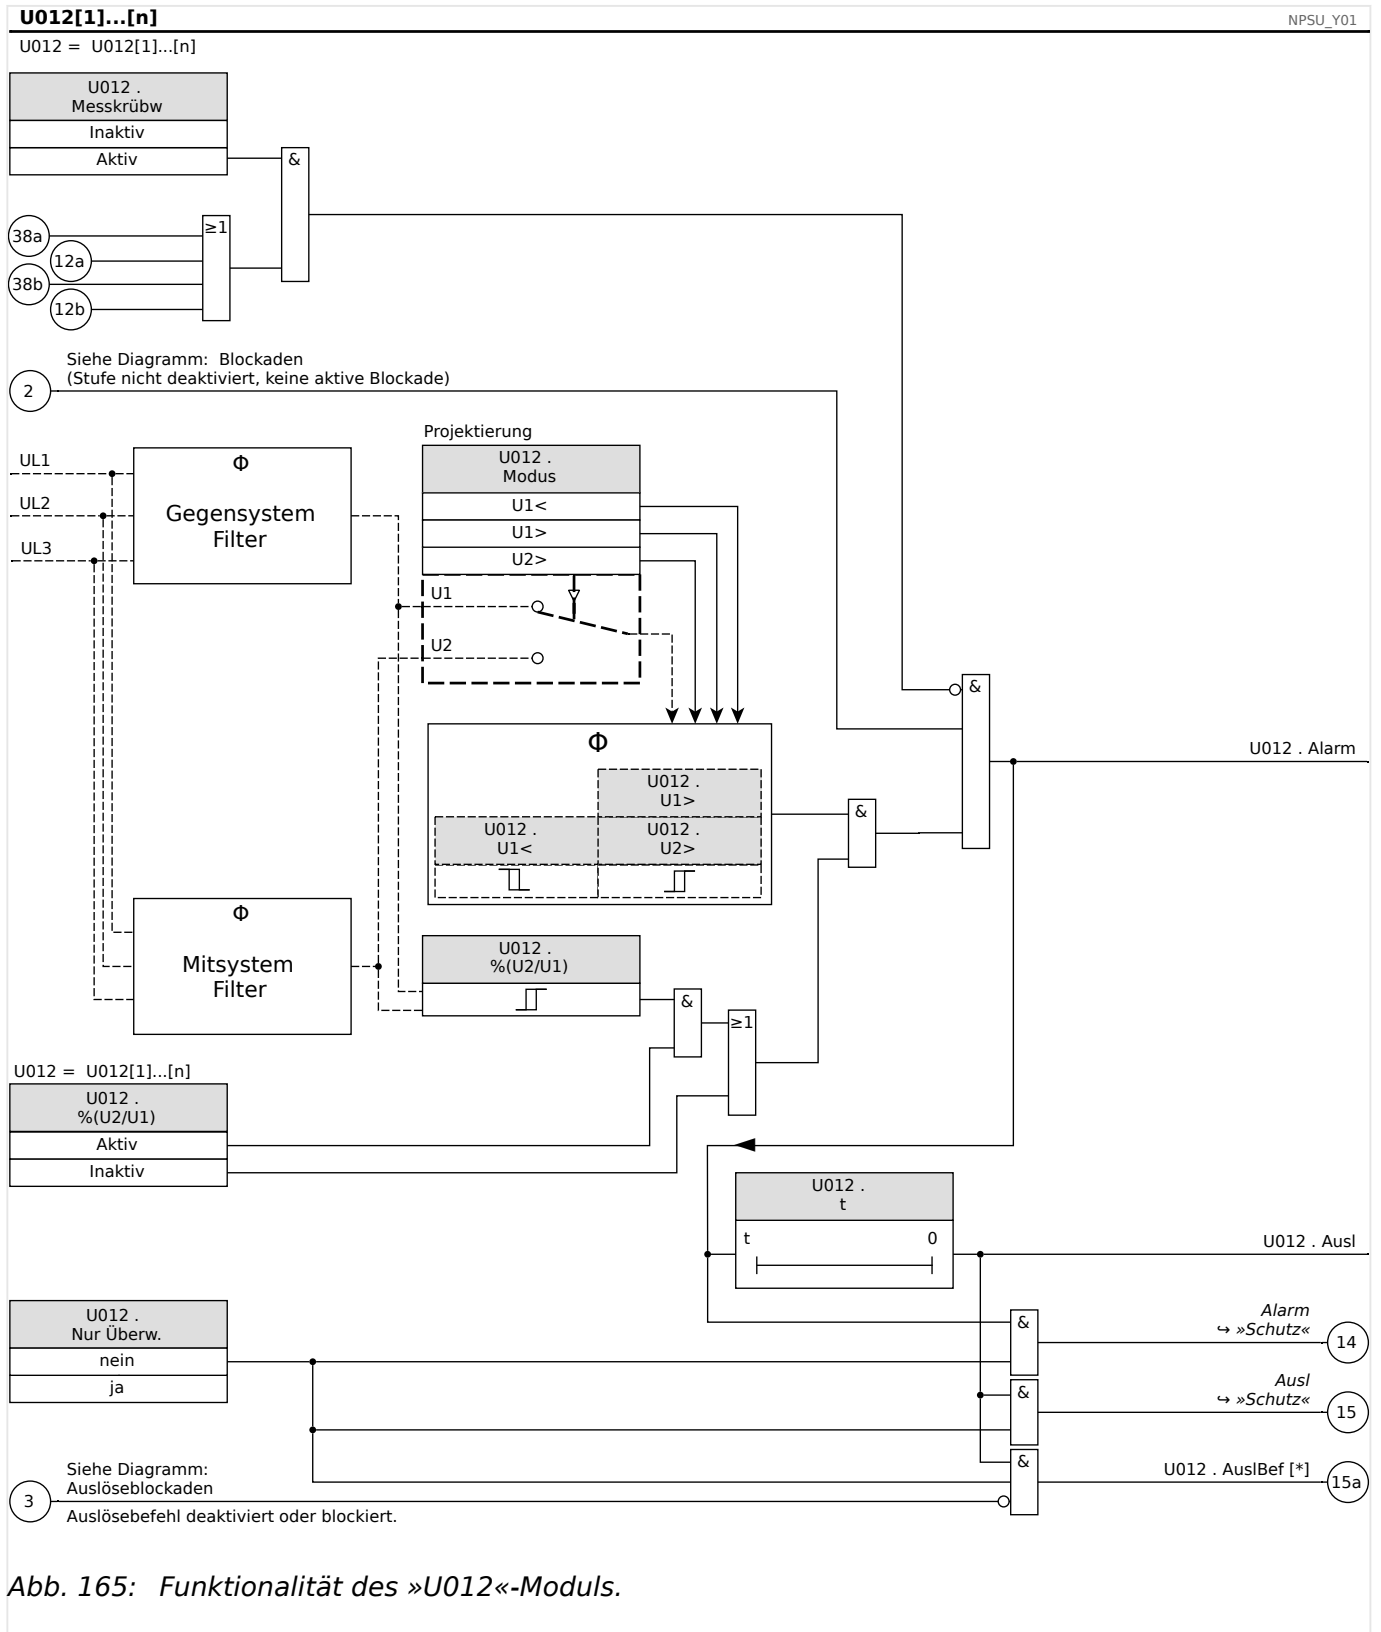 U012[1]...[n]
NPSU_Y01
U012 = U012[1]...[n]
U012 .
Messkrübw
Inaktiv
Aktiv
&
38a
12a
38b
12b
≥1
Siehe Diagramm: Blockaden
(Stufe nicht deaktiviert, keine aktive Blockade)
2
UL1
UL2
UL3
Φ
Gegensystem
Filter
Projektierung
U012 .
Modus
U1<
U1>
U2>
U1
U2
&
U012 . Alarm
Φ
U012 .
U1>
U012 .
U1<
U012 .
U2>
&
Φ
Mitsystem
Filter
U012 .
%(U2/U1)
&
≥1
U012 = U012[1]...[n]
U012 .
%(U2/U1)
Aktiv
Inaktiv
U012 .
t
t
0
U012 . Ausl
U012 .
Nur Überw.
nein
ja
&
Alarm
↪ »Schutz«
14
&
Ausl
↪ »Schutz«
15
&
U012 . AuslBef [*]
15a
Siehe Diagramm:
Auslöseblockaden
3
Auslösebefehl deaktiviert oder blockiert.
Abb. 165: Funktionalität des »U012«-Moduls.